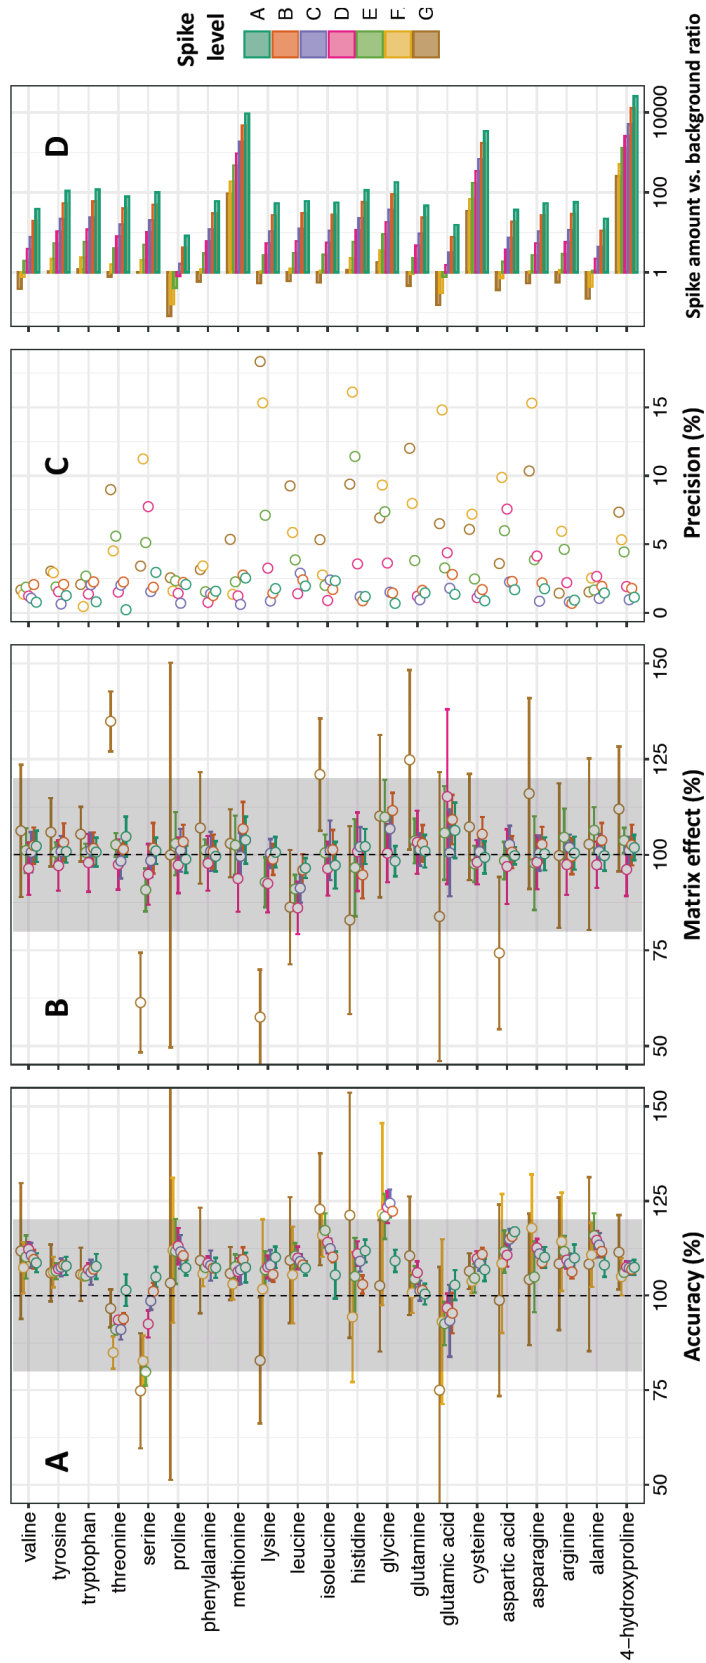 A
B
C
D
Spike
level
A
B
C
D
E
F
G
valine
tyrosine
tryptophan
threonine
serine
proline
phenylalanine
methionine
lysine
leucine
isoleucine
histidine
glycine
glutamine
glutamic acid
cysteine
aspartic acid
asparagine
arginine
alanine
4−hydroxyproline
50
75
100
125
150
Accuracy (%)
50
75
100
125
150
Matrix effect (%)
0
5
10
15
Precision (%)
1
100
10000
Spike amount vs. background ratio